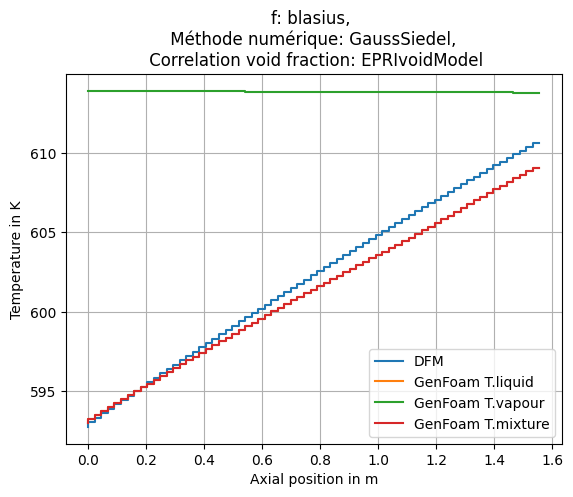 f: blasius,
Méthode numérique: GaussSiedel,
Correlation void fraction: EPRIvoidModel
Temperature in K
610
605
600
595
DFM
GenFoam T.liquid
GenFoam T.vapour
GenFoam T.mixture
0.0 0.2 0.4 0.6 0.8 1.0 1.2 1.4 1.6
Axial position in m